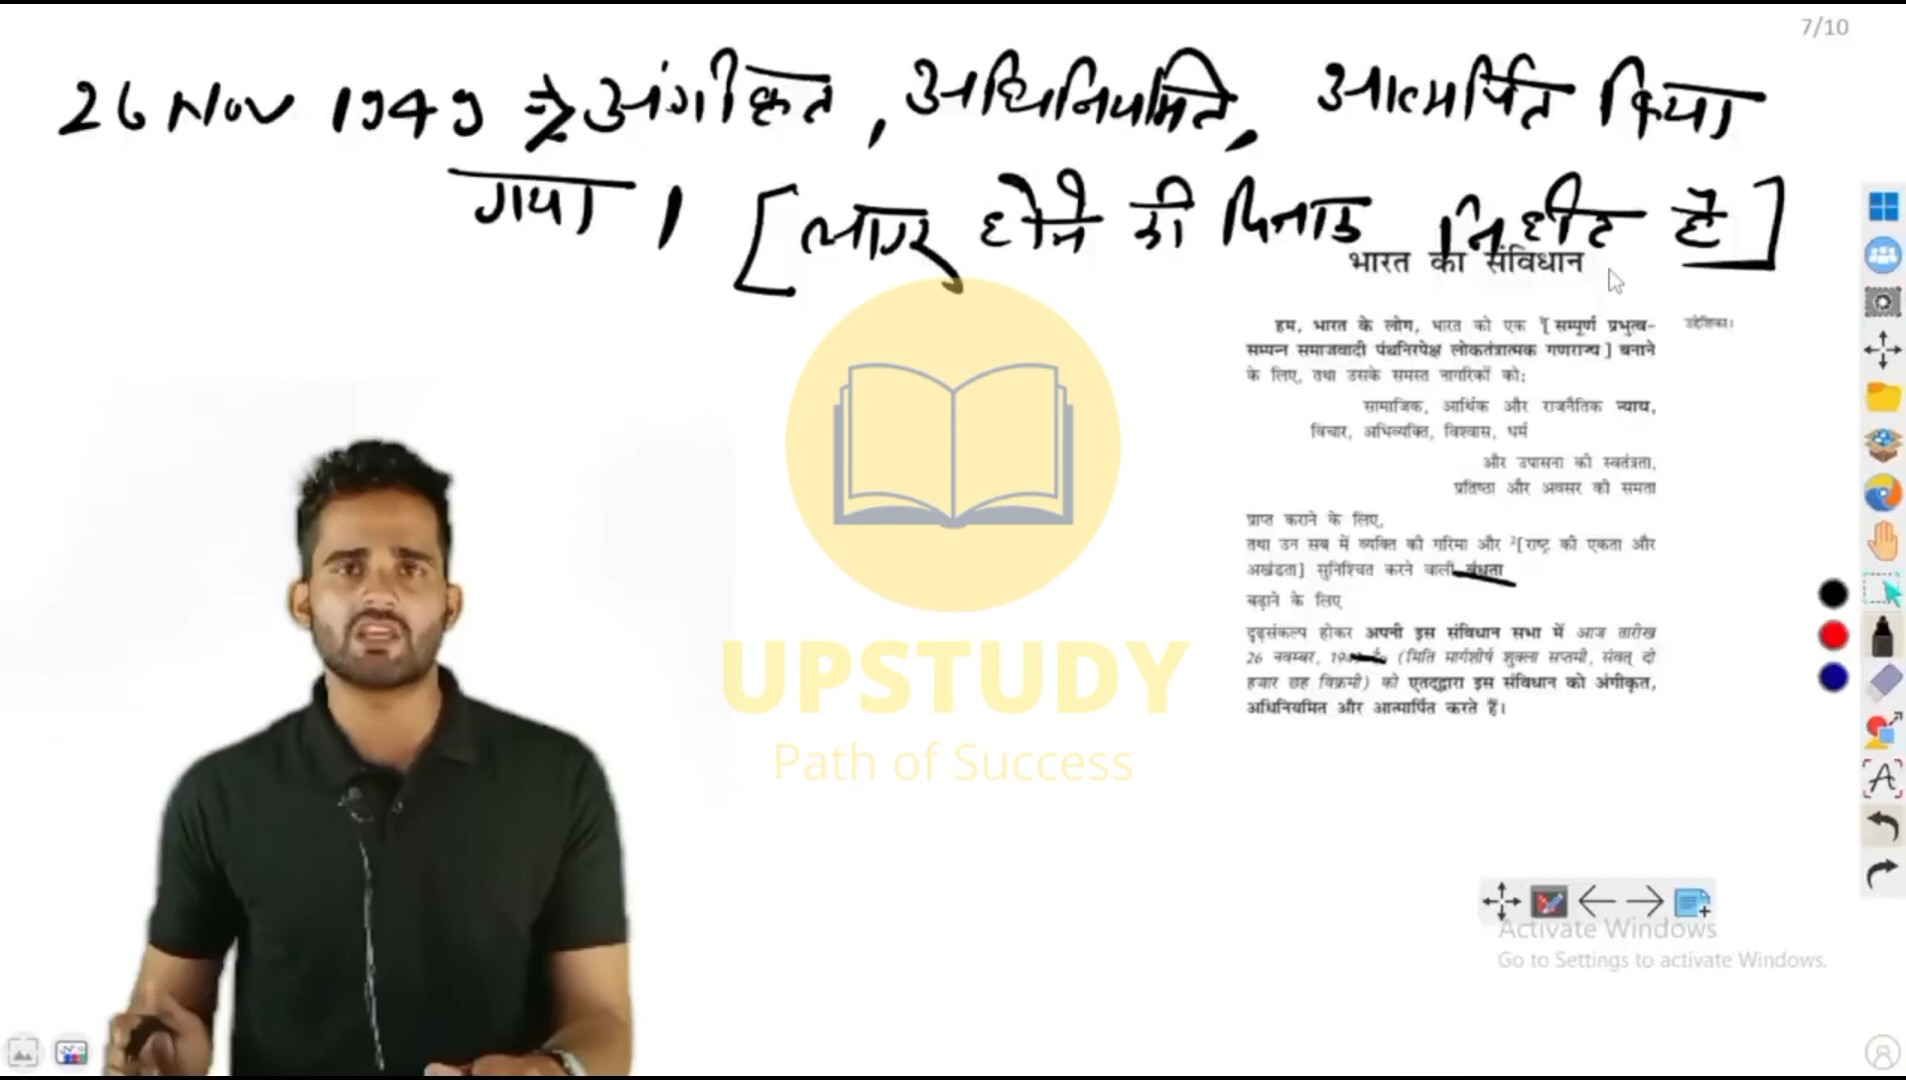 7/10
26 Nov 1949 ⇒ अंगीकृत, अधिनियमित, आत्मर्पित किया
गया । [लागू होने की दिनांक निहीत है]
भारत का संविधान
हम, भारत के लोग, भारत को एक ¹[सम्पूर्ण प्रभुत्व- उद्देशिका।
सम्पन्न समाजवादी पंथनिरपेक्ष लोकतंत्रात्मक गणराज्य] बनाने
के लिए, तथा उसके समस्त नागरिकों को:
सामाजिक, आर्थिक और राजनैतिक न्याय,
विचार, अभिव्यक्ति, विश्वास, धर्म
और उपासना की स्वतंत्रता,
प्रतिष्ठा और अवसर की समता
प्राप्त कराने के लिए,
तथा उन सब में व्यक्ति की गरिमा और ²[राष्ट्र की एकता और
अखंडता] सुनिश्चित करने वाली बंधुता
बढ़ाने के लिए
दृढ़संकल्प होकर अपनी इस संविधान सभा में आज तारीख
26 नवम्बर, (मिति मार्गशीर्ष शुक्ला सप्तमी, संवत् दो
हजार छह विक्रमी) को एतद्द्वारा इस संविधान को अंगीकृत,
अधिनियमित और आत्मार्पित करते हैं।
UPSTUDY
Path of Success
Activate Windows
Go to Settings to activate Windows.